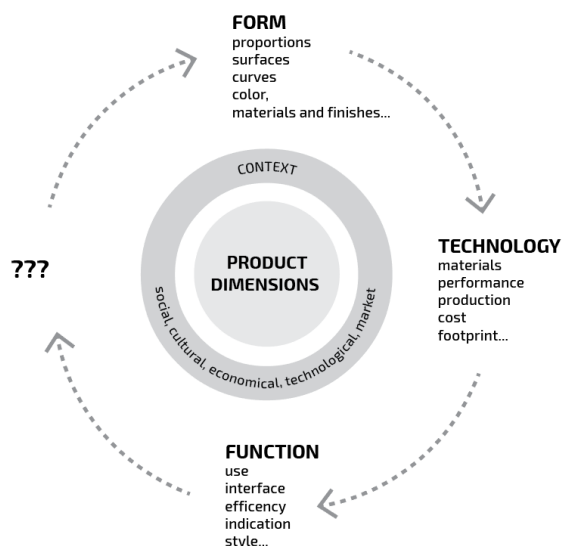 FORM
proportions
surfaces
curves
color,
materials and finishes...
CONTEXT
PRODUCT
DIMENSIONS
social, cultural, economical, technological, market
TECHNOLOGY
materials
performance
production
cost
footprint...
???
FUNCTION
use
interface
efficency
indication
style...